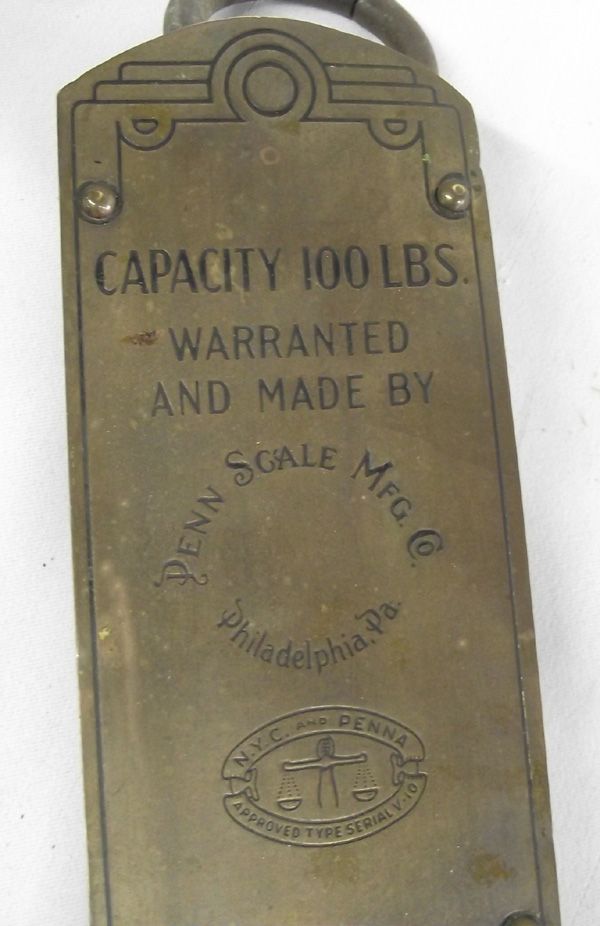 CAPACITY 100 LBS.
WARRANTED
AND MADE BY
PENN SCALE MFG. CO.
Philadelphia, Pa.
N.Y.C. AND PENNA
APPROVED TYPE SERIAL V-10